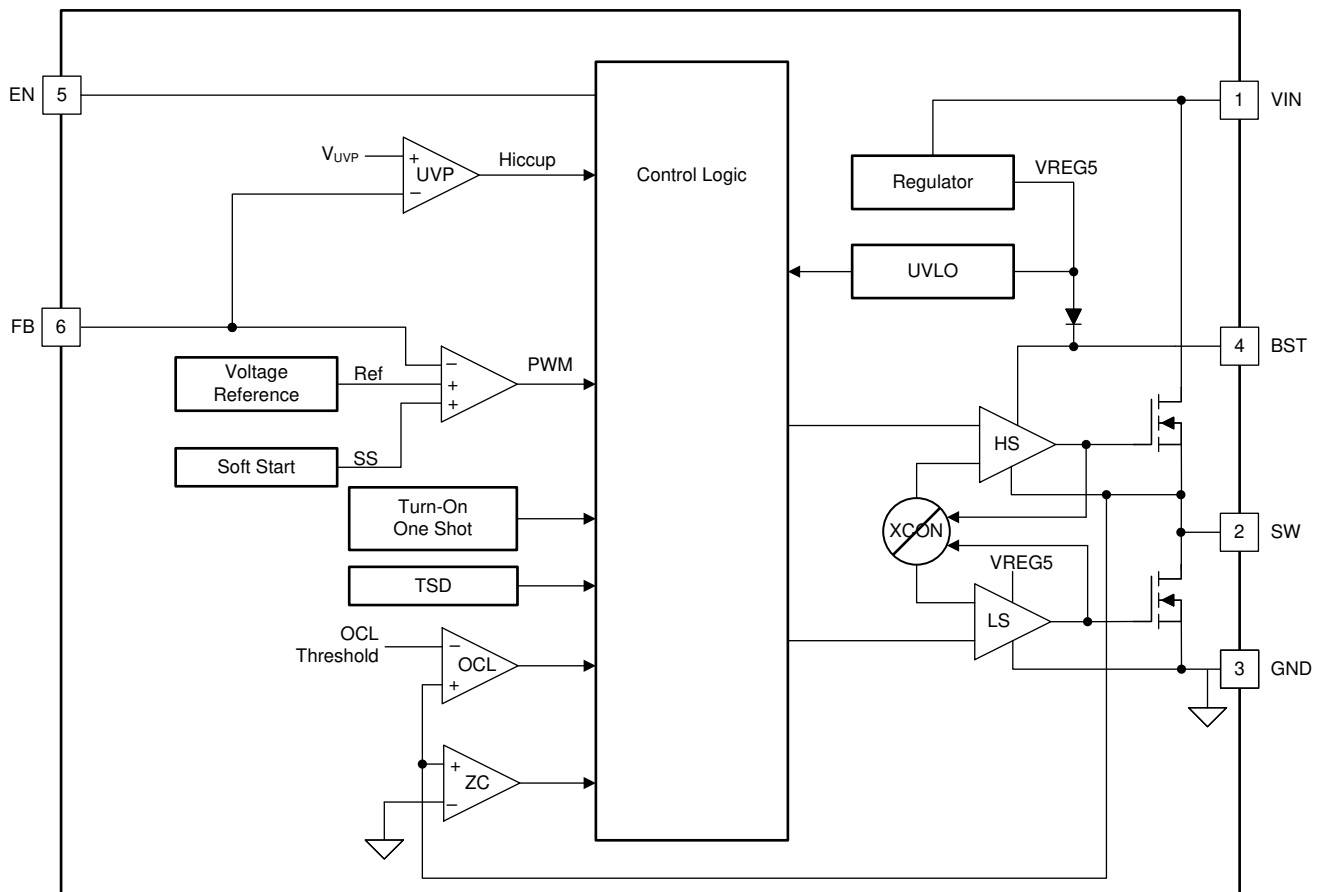 EN
5
1
VIN
VUVP
+
UVP
−
Hiccup
Control Logic
Regulator
VREG5
UVLO
FB
6
4
BST
Voltage
Reference
Ref
−
+
+
PWM
Soft Start
SS
HS
Turn-On
One Shot
XCON
2
SW
TSD
VREG5
LS
OCL
Threshold
−
OCL
+
3
GND
+
ZC
−